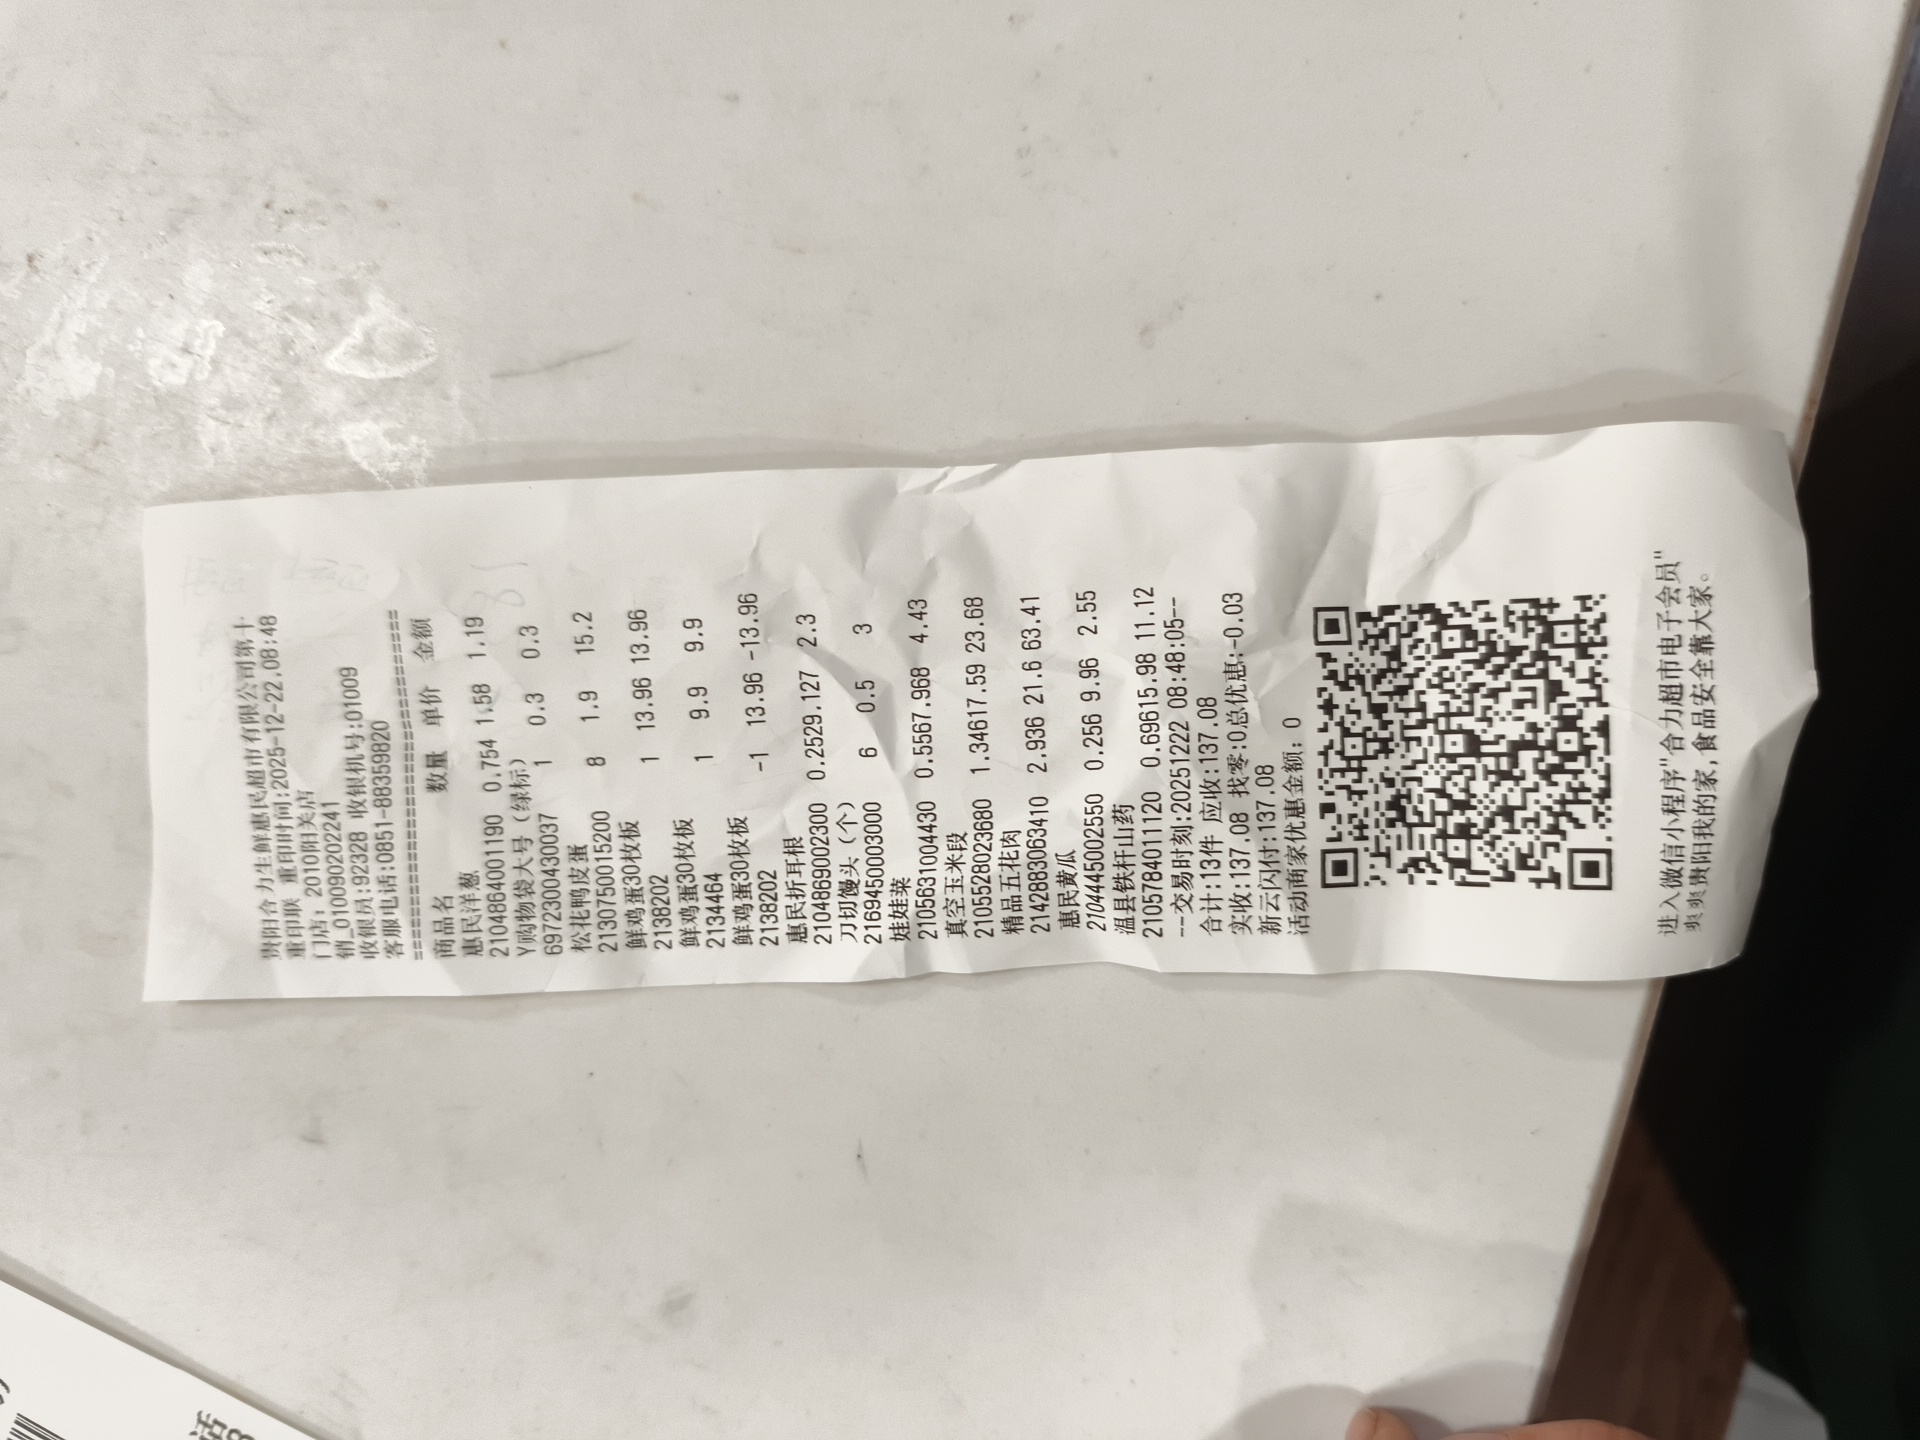 贵阳合力生鲜惠民超市有限公司第十
重印联 重印时间:2025-12-22.08:48
门店: 2010阳关店
销_0100902022​41
收银员:92328 收银机号:01009
客服电话:0851-88359820
================================
商品名 数量 单价 金额
惠民洋葱
2104864001190 0.754 1.58 1.19
Y购物袋大号(绿标)
6972300430037 1 0.3 0.3
松花鸭皮蛋
2130750015200 8 1.9 15.2
鲜鸡蛋30枚板
2138202 1 13.96 13.96
鲜鸡蛋30枚板
2134464 1 9.9 9.9
鲜鸡蛋30枚板
2138202 -1 13.96 -13.96
惠民折耳根
2104869002300 0.2529.127 2.3
刀切馒头(个)
2169450003000 6 0.5 3
娃娃菜
2105631004430 0.5567.968 4.43
真空玉米段
2105528023680 1.34617.59 23.68
精品五花肉
2142883063410 2.936 21.6 63.41
惠民黄瓜
2104445002550 0.256 9.96 2.55
温县铁杆山药
2105784011120 0.69615.98 11.12
--交易时刻:20251222 08:48:05--
合计:13件 应收:137.08
实收:137.08 找零:0总优惠:-0.03
新云闪付:137.08
活动商家优惠金额: 0
进入微信小程序"合力超市电子会员"
爽爽贵阳我的家,食品安全靠大家。